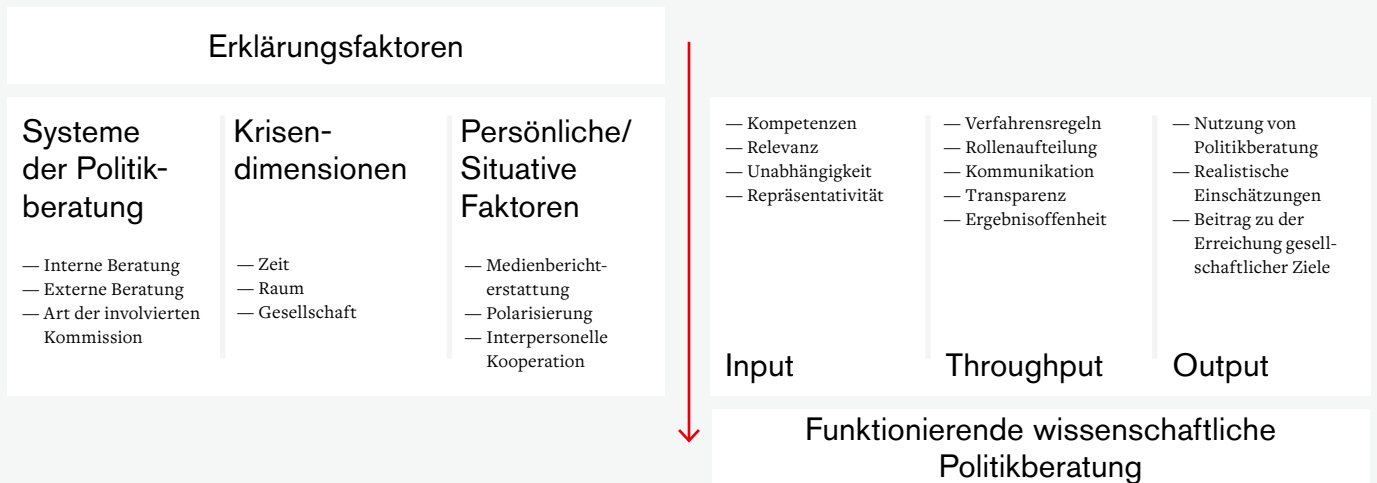 Erklärungsfaktoren
Systeme
der Politik-
beratung
— Interne Beratung
— Externe Beratung
— Art der involvierten
Kommission
Krisen-
dimensionen
— Zeit
— Raum
— Gesellschaft
Persönliche/
Situative
Faktoren
— Medienbericht-
erstattung
— Polarisierung
— Interpersonelle
Kooperation
— Kompetenzen
— Relevanz
— Unabhängigkeit
— Repräsentativität
Input
— Verfahrensregeln
— Rollenaufteilung
— Kommunikation
— Transparenz
— Ergebnisoffenheit
Throughput
— Nutzung von
Politikberatung
— Realistische
Einschätzungen
— Beitrag zu der
Erreichung gesell-
schaftlicher Ziele
Output
Funktionierende wissenschaftliche
Politikberatung